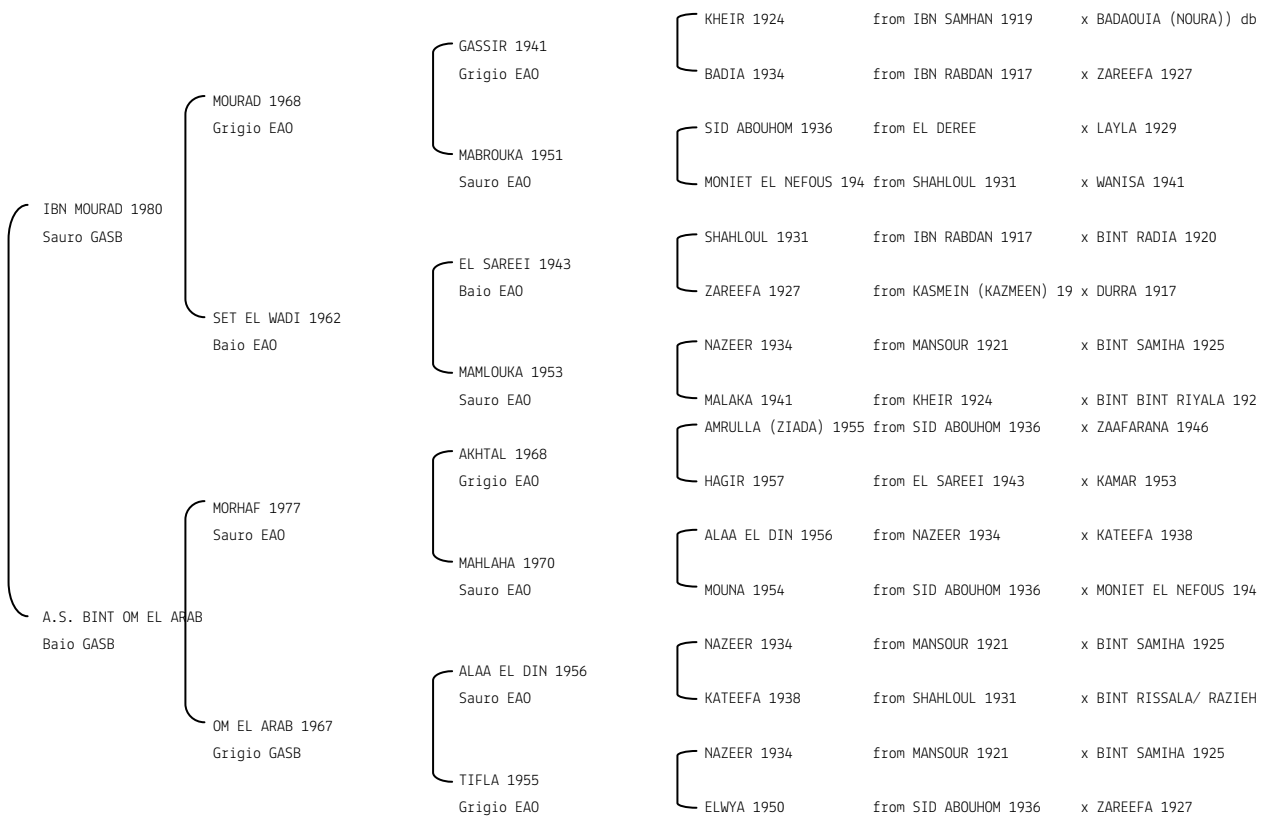 KHEIR 1924 from IBN SAMHAN 1919 x BADAOUIA (NOURA)) db
GASSIR 1941
Grigio EAO BADIA 1934 from IBN RABDAN 1917 x ZAREEFA 1927
MOURAD 1968
Grigio EAO SID ABOUHOM 1936 from EL DEREE x LAYLA 1929
MABROUKA 1951
Sauro EAO MONIET EL NEFOUS 194 from SHAHLOUL 1931 x WANISA 1941
IBN MOURAD 1980
Sauro GASB SHAHLOUL 1931 from IBN RABDAN 1917 x BINT RADIA 1920
EL SAREEI 1943
Baio EAO ZAREEFA 1927 from KASMEIN (KAZMEEN) 19 x DURRA 1917
SET EL WADI 1962
Baio EAO NAZEER 1934 from MANSOUR 1921 x BINT SAMIHA 1925
MAMLOUKA 1953
Sauro EAO MALAKA 1941 from KHEIR 1924 x BINT BINT RIYALA 192
AMRULLA (ZIADA) 1955 from SID ABOUHOM 1936 x ZAAFARANA 1946
AKHTAL 1968
Grigio EAO HAGIR 1957 from EL SAREEI 1943 x KAMAR 1953
MORHAF 1977
Sauro EAO ALAA EL DIN 1956 from NAZEER 1934 x KATEEFA 1938
MAHLAHA 1970
Sauro EAO MOUNA 1954 from SID ABOUHOM 1936 x MONIET EL NEFOUS 194
A.S. BINT OM EL ARAB
Baio GASB NAZEER 1934 from MANSOUR 1921 x BINT SAMIHA 1925
ALAA EL DIN 1956
Sauro EAO KATEEFA 1938 from SHAHLOUL 1931 x BINT RISSALA/ RAZIEH
OM EL ARAB 1967
Grigio GASB NAZEER 1934 from MANSOUR 1921 x BINT SAMIHA 1925
TIFLA 1955
Grigio EAO ELWYA 1950 from SID ABOUHOM 1936 x ZAREEFA 1927